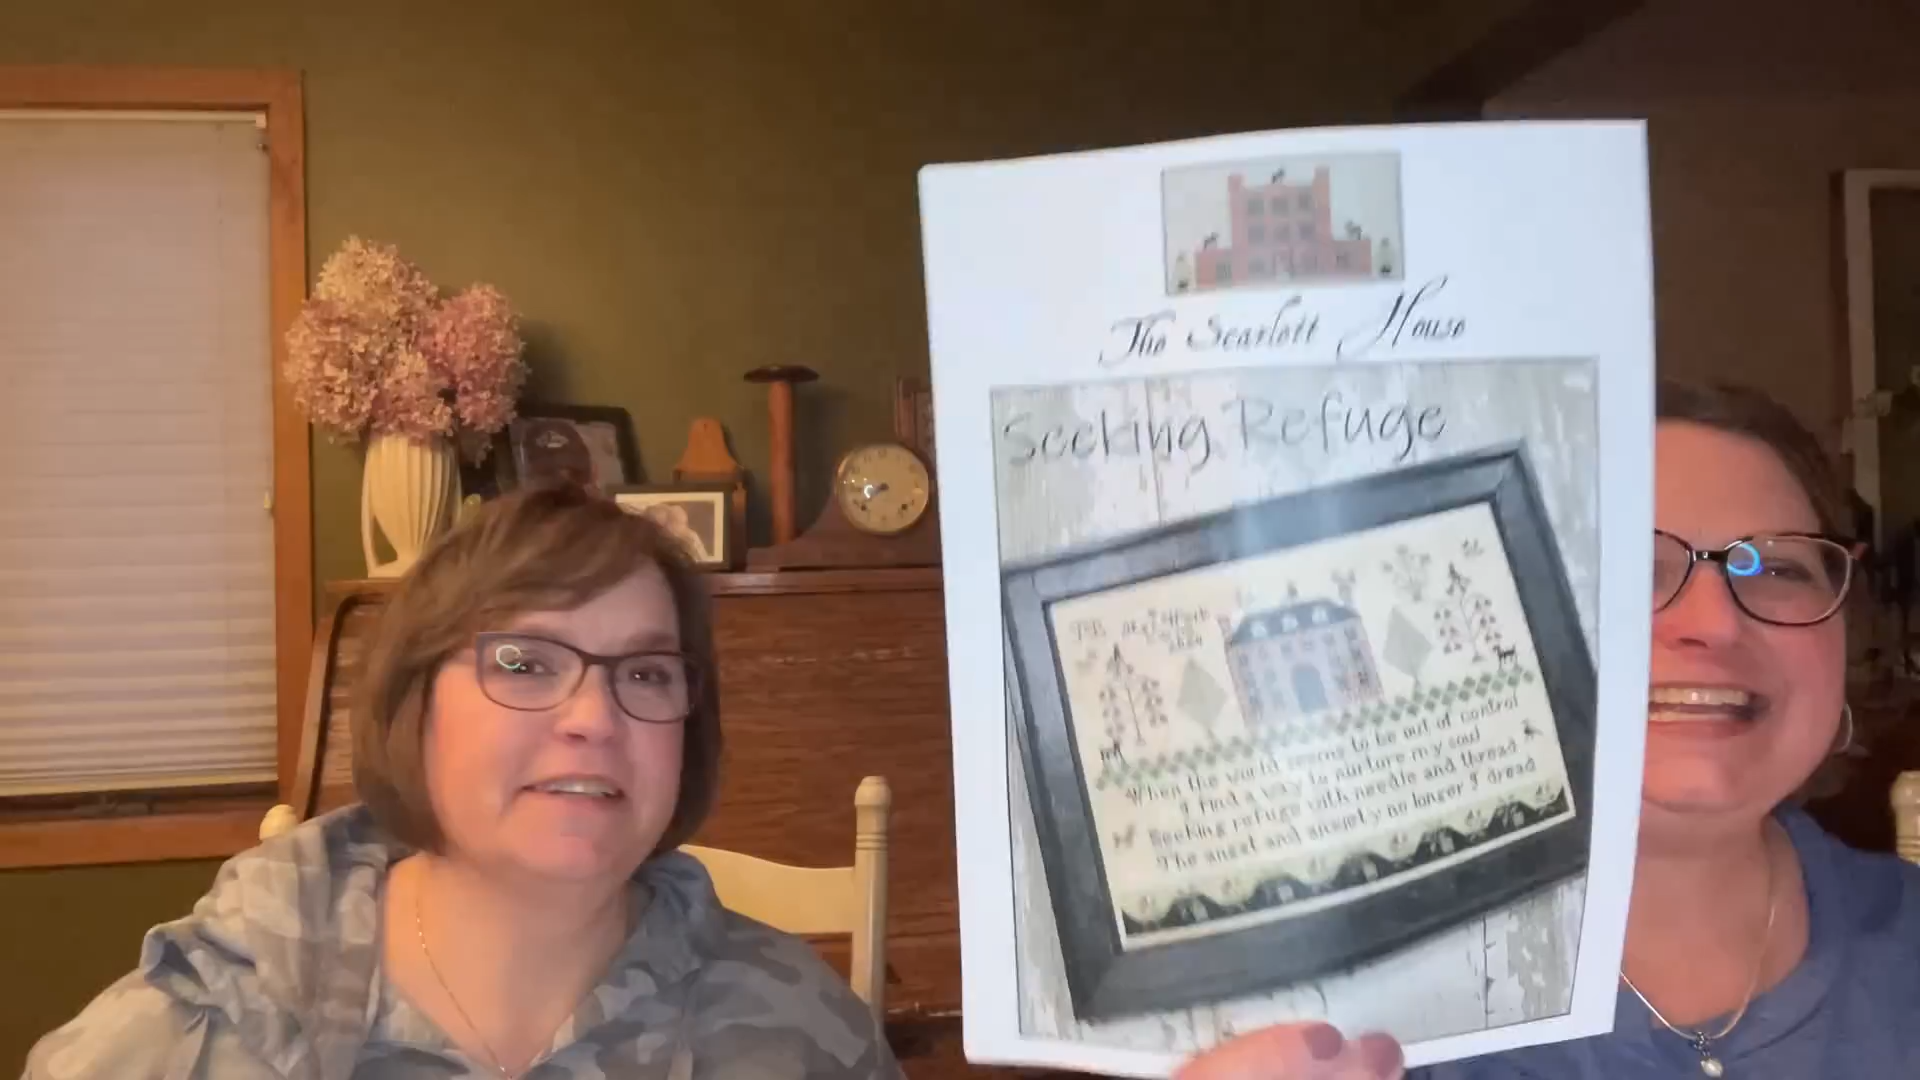 The Scarlett House
Seeking Refuge
When the world seems to be out of control
I find a way to nurture my soul
Seeking refuge with needle and thread
The angst and anxiety no longer I dread